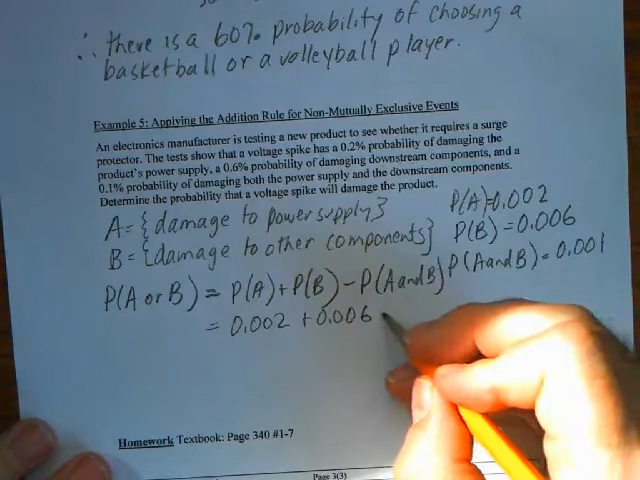 ∴ there is a 60% probability of choosing a
basketball or a volleyball player.
Example 5: Applying the Addition Rule for Non-Mutually Exclusive Events
An electronics manufacturer is testing a new product to see whether it requires a surge
protector. The tests show that a voltage spike has a 0.2% probability of damaging the
product's power supply, a 0.6% probability of damaging downstream components, and a
0.1% probability of damaging both the power supply and the downstream components.
Determine the probability that a voltage spike will damage the product.
A = {damage to power supply} P(A)=0.002
B = {damage to other components} P(B) = 0.006
P(A or B) = P(A) + P(B) - P(A and B) P(A and B) = 0.001
= 0.002 + 0.006
Homework Textbook: Page 340 #1-7
Page 3(3)